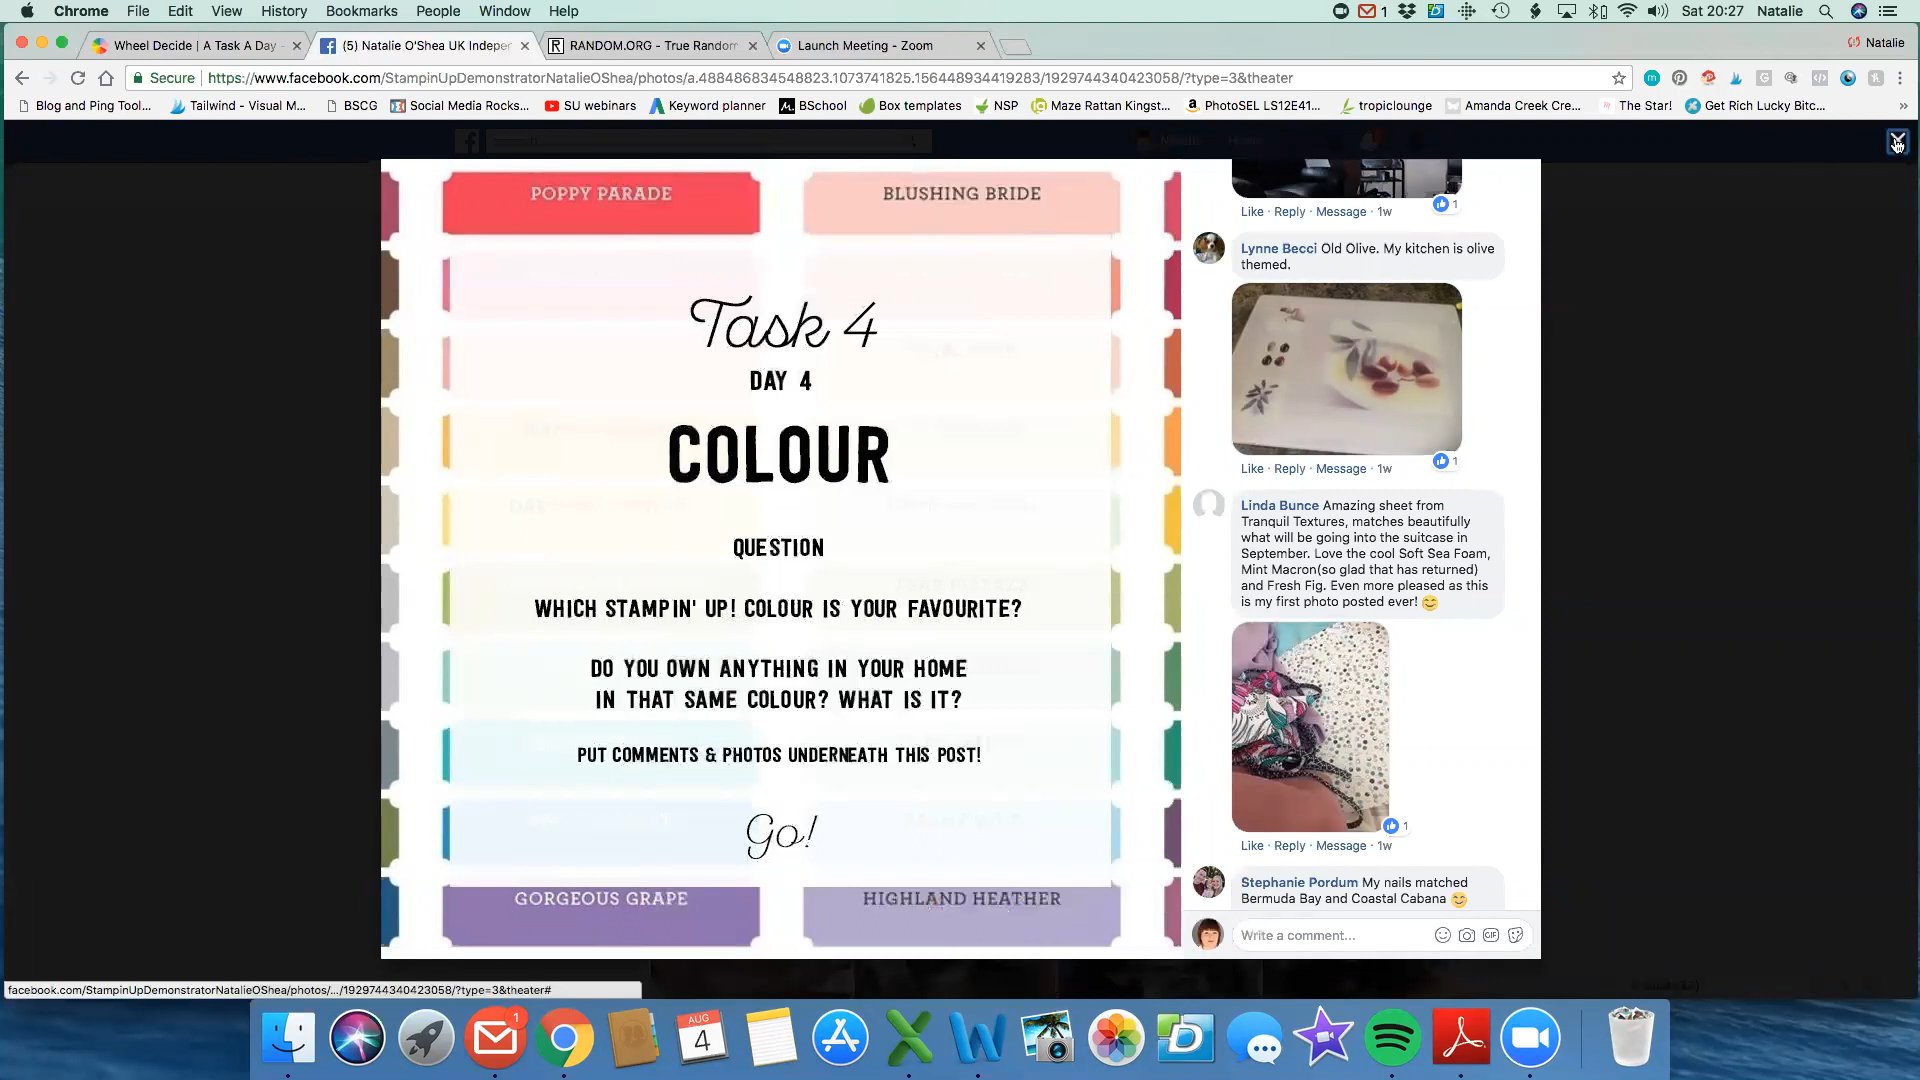 Chrome File Edit View History Bookmarks People Window Help
1 Sat 20:27 Natalie
Wheel Decide | A Task A Day -
(5) Natalie O'Shea UK Indepe
RANDOM.ORG - True Random
Launch Meeting - Zoom
Natalie
Secure https://www.facebook.com/StampinUpDemonstratorNatalieOShea/photos/a.488486834548823.1073741825.156448934419283/1929744340423058/?type=3&theater
Blog and Ping Tool... Tailwind - Visual M... BSCG Social Media Rocks... SU webinars Keyword planner BSchool Box templates NSP Maze Rattan Kingst... PhotoSEL LS12E41... tropiclounge Amanda Creek Cre... The Star! Get Rich Lucky Bitc...
POPPY PARADE
BLUSHING BRIDE
Task 4
DAY 4
COLOUR
QUESTION
WHICH STAMPIN' UP! COLOUR IS YOUR FAVOURITE?
DO YOU OWN ANYTHING IN YOUR HOME
IN THAT SAME COLOUR? WHAT IS IT?
PUT COMMENTS & PHOTOS UNDERNEATH THIS POST!
Go!
GORGEOUS GRAPE
HIGHLAND HEATHER
Like · Reply · Message · 1w
1
Lynne Becci Old Olive. My kitchen is olive
themed.
Like · Reply · Message · 1w
1
Linda Bunce Amazing sheet from
Tranquil Textures, matches beautifully
what will be going into the suitcase in
September. Love the cool Soft Sea Foam,
Mint Macron(so glad that has returned)
and Fresh Fig. Even more pleased as this
is my first photo posted ever!
1
Like · Reply · Message · 1w
Stephanie Pordum My nails matched
Bermuda Bay and Coastal Cabana
Write a comment...
GIF
facebook.com/StampinUpDemonstratorNatalieOShea/photos/.../1929744340423058/?type=3&theater#
1
AUG
4